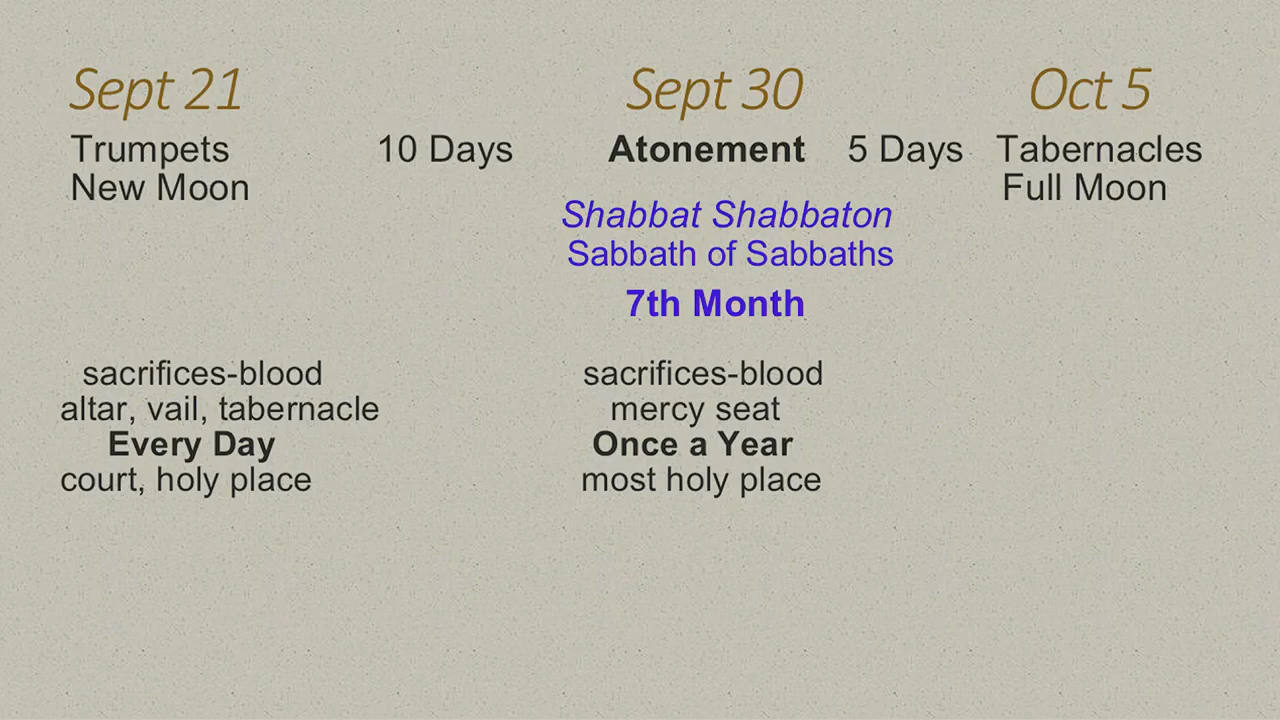 Sept 21 Sept 30 Oct 5
Trumpets 10 Days Atonement 5 Days Tabernacles
New Moon Full Moon
Shabbat Shabbaton
Sabbath of Sabbaths
7th Month
sacrifices-blood sacrifices-blood
altar, vail, tabernacle mercy seat
Every Day Once a Year
court, holy place most holy place